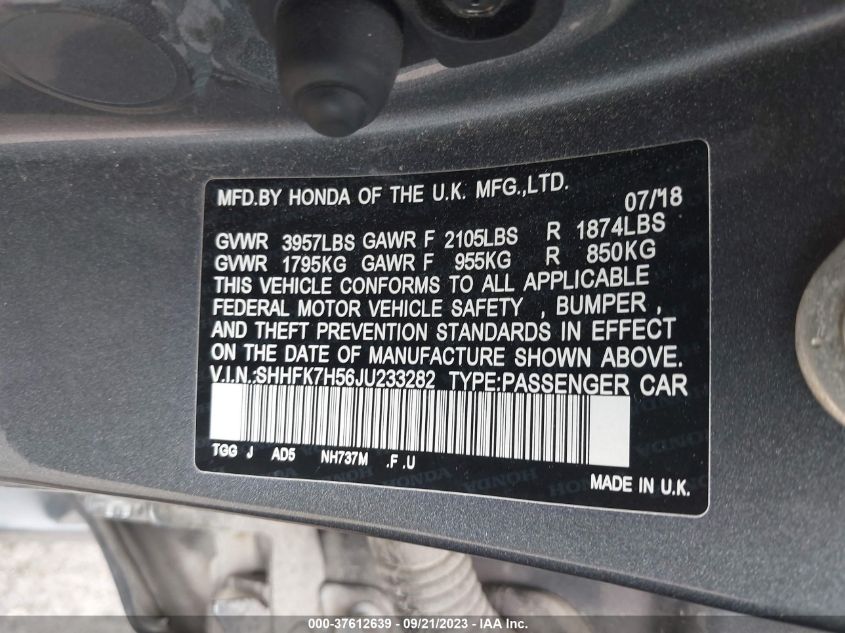 MFD.BY HONDA OF THE U.K. MFG.,LTD. 07/18
GVWR 3957LBS GAWR F 2105LBS R 1874LBS
GVWR 1795KG GAWR F 955KG R 850KG
THIS VEHICLE CONFORMS TO ALL APPLICABLE
FEDERAL MOTOR VEHICLE SAFETY , BUMPER ,
AND THEFT PREVENTION STANDARDS IN EFFECT
ON THE DATE OF MANUFACTURE SHOWN ABOVE.
V.I.N.:SHHFK7H56JU233282 TYPE:PASSENGER CAR
TGG J AD5 NH737M .F .U
MADE IN U.K.
000-37612639 - 09/21/2023 - IAA Inc.